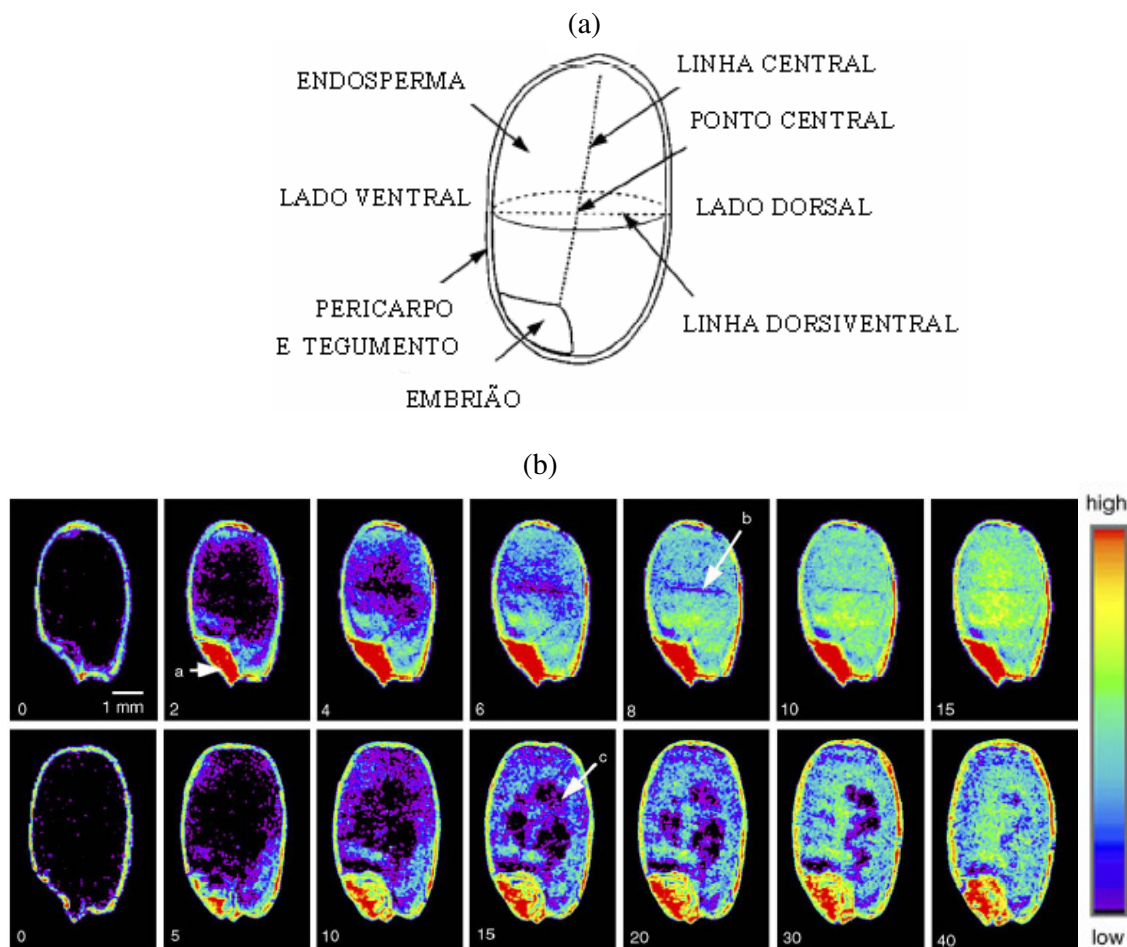 (a)
ENDOSPERMA
LINHA CENTRAL
PONTO CENTRAL
LADO VENTRAL
LADO DORSAL
PERICARPO
E TEGUMENTO
LINHA DORSIVENTRAL
EMBRIÃO
(b)
high
a
b
0
1 mm
2
4
6
8
10
15
c
0
5
10
15
20
30
40
low